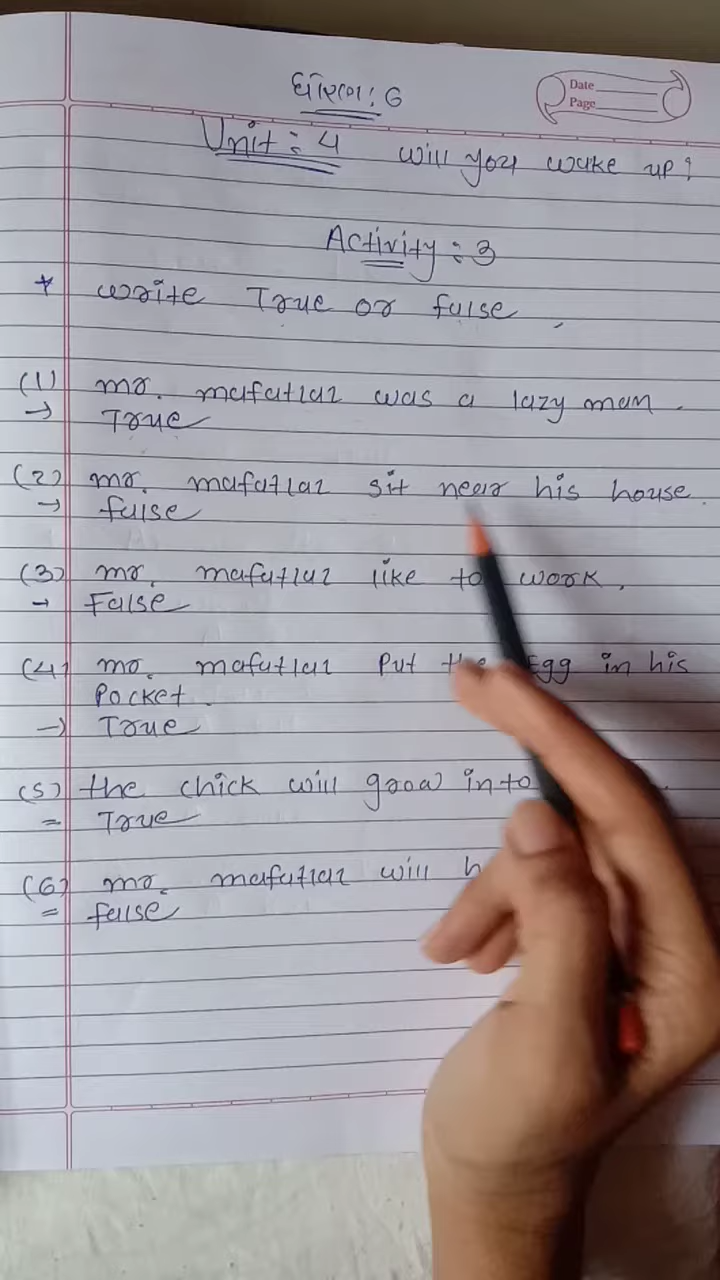 ધોરણ : 6
Date
Page
Unit : 4 will you wake up?
Activity : 3
* write True or false.
(1) mr. mafatlal was a lazy man.
→ True
(2) mr. mafatlal sit near his house.
→ false
(3) mr. mafatlal like to work.
→ False
(4) mr. mafatlal Put the Egg in his
Pocket.
→ True
(5) the chick will grow into
= True
(6) mr. mafatlal will
= false